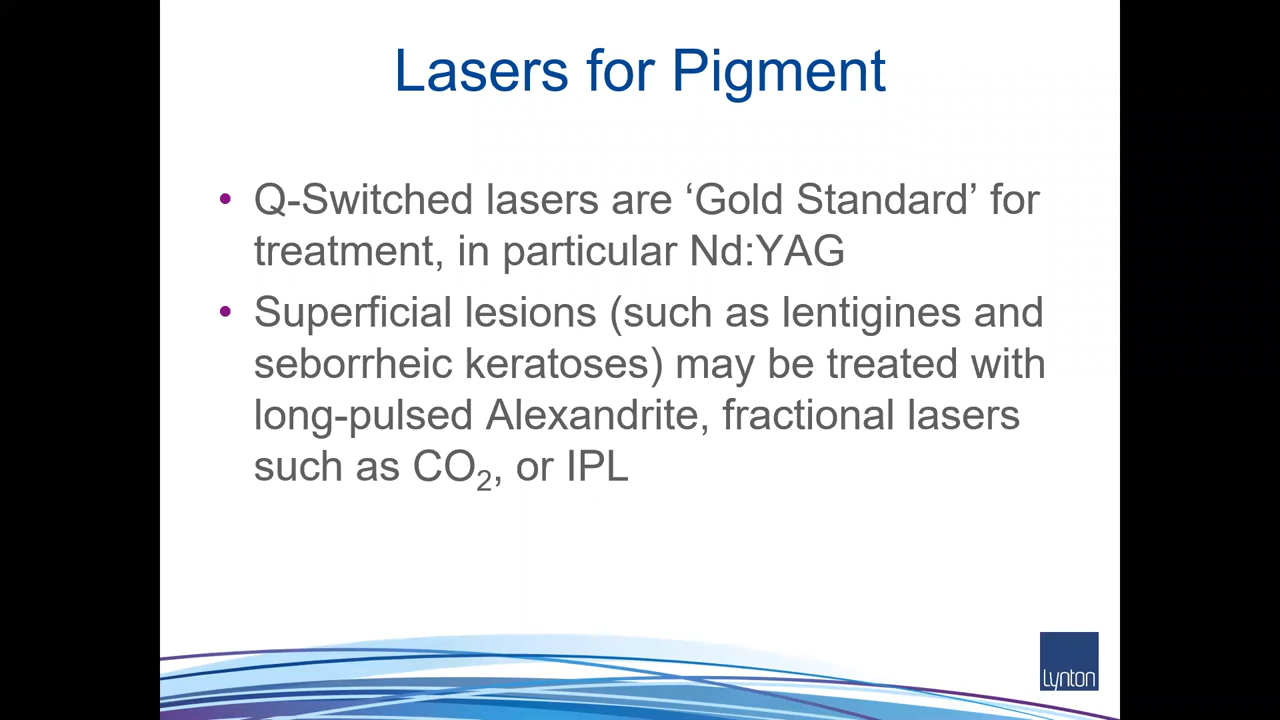 Lasers for Pigment
• Q-Switched lasers are ‘Gold Standard’ for
treatment, in particular Nd:YAG
• Superficial lesions (such as lentigines and
seborrheic keratoses) may be treated with
long-pulsed Alexandrite, fractional lasers
such as CO₂, or IPL
Lynton